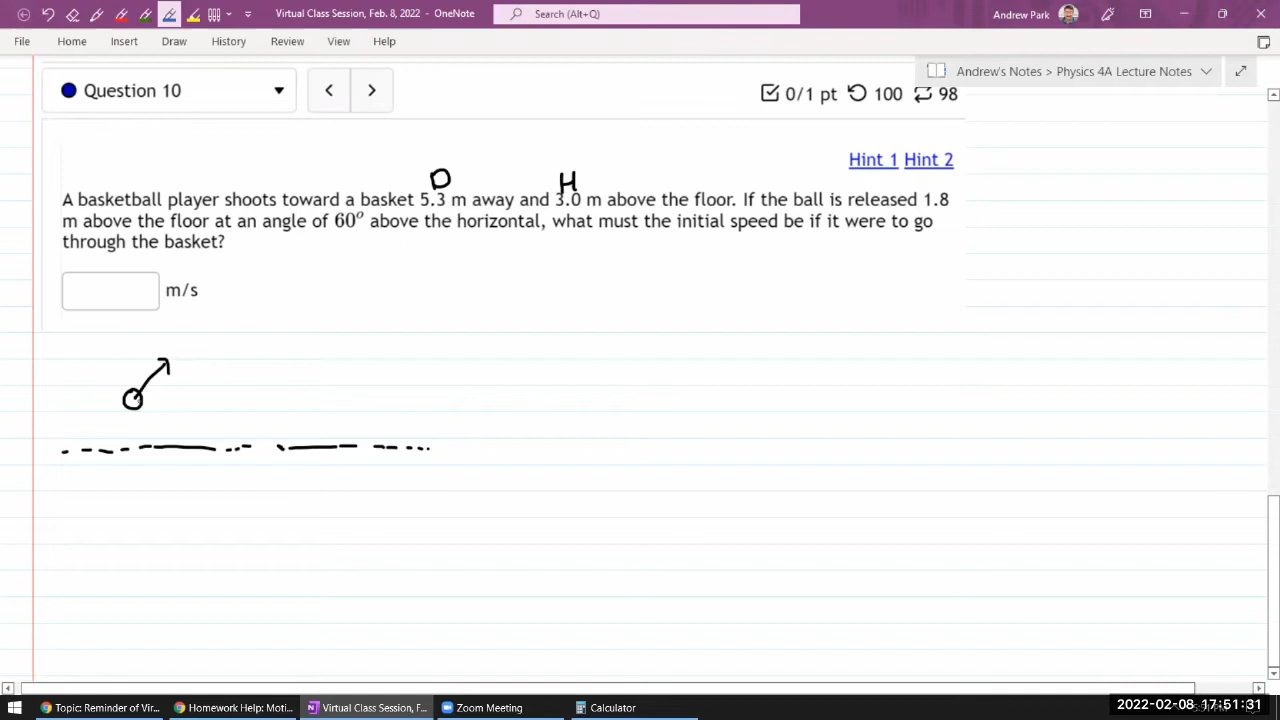 Virtual Class Session, Feb. 8, 2022 - OneNote
Search (Alt+Q)
Andrew Park
File Home Insert Draw History Review View Help
Andrew's Notes > Physics 4A Lecture Notes
Question 10
0/1 pt 100 98
Hint 1 Hint 2
D H
A basketball player shoots toward a basket 5.3 m away and 3.0 m above the floor. If the ball is released 1.8
m above the floor at an angle of 60° above the horizontal, what must the initial speed be if it were to go
through the basket?
m/s
Topic: Reminder of Vir... Homework Help: Moti... Virtual Class Session, F... Zoom Meeting Calculator
2022-02-08 17:51:31